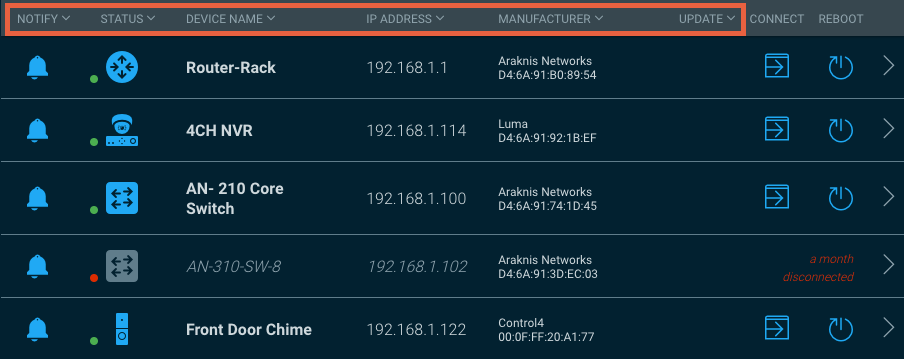 NOTIFY STATUS DEVICE NAME IP ADDRESS MANUFACTURER UPDATE CONNECT REBOOT
Router-Rack 192.168.1.1 Araknis Networks
D4:6A:91:B0:89:54
4CH NVR 192.168.1.114 Luma
D4:6A:91:92:1B:EF
AN- 210 Core
Switch 192.168.1.100 Araknis Networks
D4:6A:91:74:1D:45
AN-310-SW-8 192.168.1.102 Araknis Networks
D4:6A:91:3D:EC:03
a month
disconnected
Front Door Chime 192.168.1.122 Control4
00:0F:FF:20:A1:77